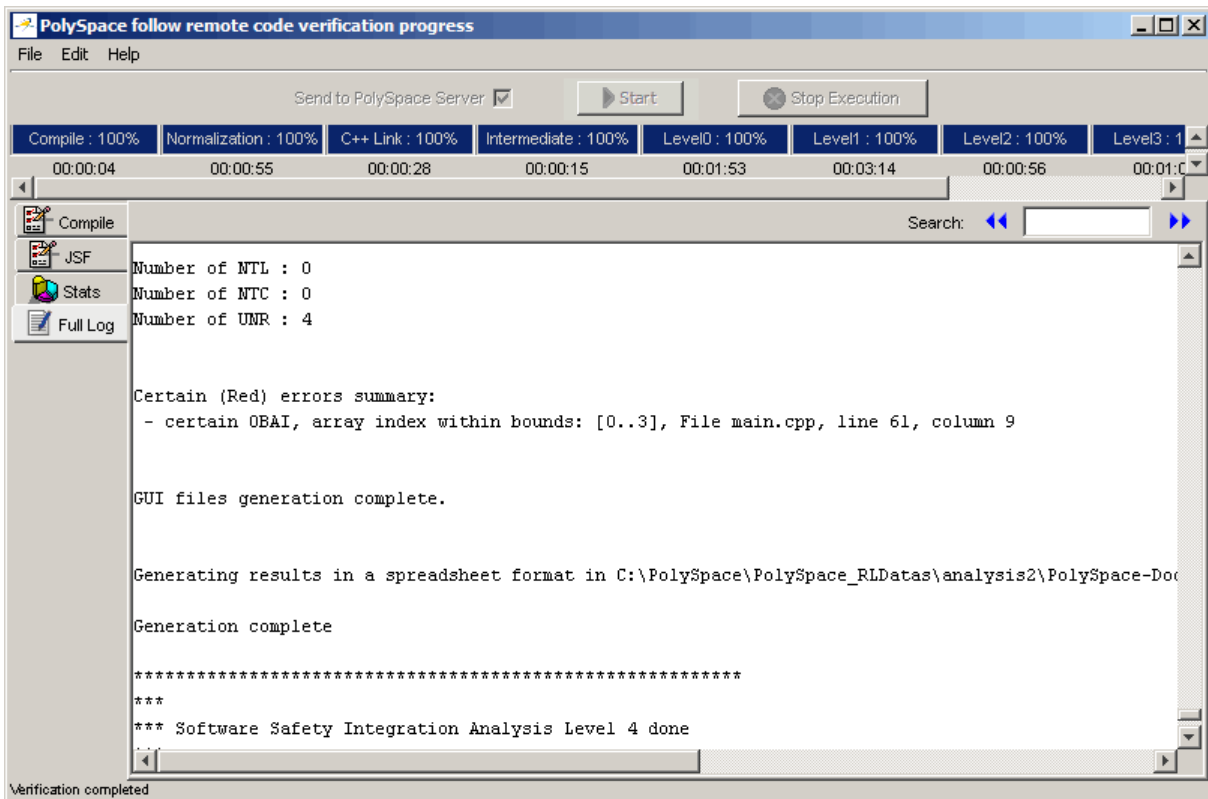 PolySpace follow remote code verification progress
File Edit Help
Send to PolySpace Server Start Stop Execution
Compile : 100% Normalization : 100% C++ Link : 100% Intermediate : 100% Level0 : 100% Level1 : 100% Level2 : 100% Level3 : 1
00:00:04 00:00:55 00:00:28 00:00:15 00:01:53 00:03:14 00:00:56 00:01:0
Compile
Search:
JSF
Stats
Full Log
Number of NTL : 0
Number of NTC : 0
Number of UNR : 4
Certain (Red) errors summary:
- certain OBAI, array index within bounds: [0..3], File main.cpp, line 61, column 9
GUI files generation complete.
Generating results in a spreadsheet format in C:\PolySpace\PolySpace_RLDatas\analysis2\PolySpace-Doc
Generation complete
**********************************************************
***
*** Software Safety Integration Analysis Level 4 done
***
Verification completed